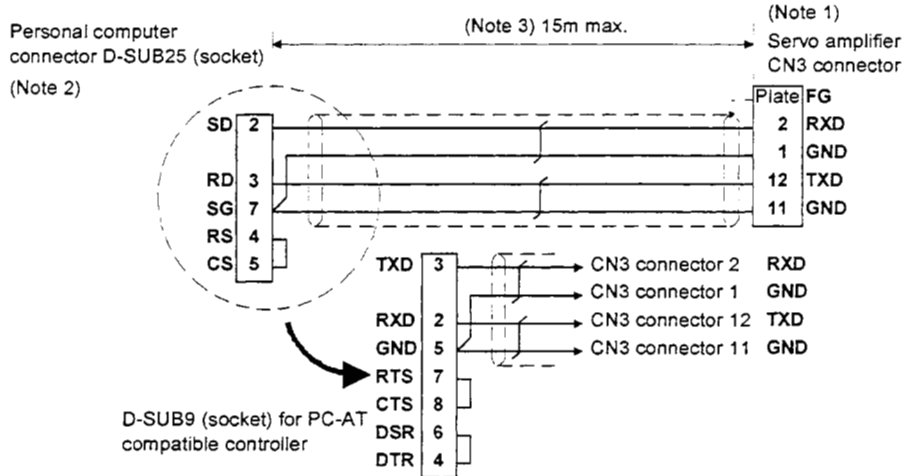 Personal computer
connector D-SUB25 (socket)
(Note 2)
(Note 3) 15m max.
(Note 1)
Servo amplifier
CN3 connector
Plate FG
SD 2
2 RXD
1 GND
RD 3
12 TXD
SG 7
11 GND
RS 4
CS 5
TXD 3 CN3 connector 2 RXD
CN3 connector 1 GND
RXD 2 CN3 connector 12 TXD
GND 5 CN3 connector 11 GND
RTS 7
CTS 8
DSR 6
DTR 4
D-SUB9 (socket) for PC-AT
compatible controller